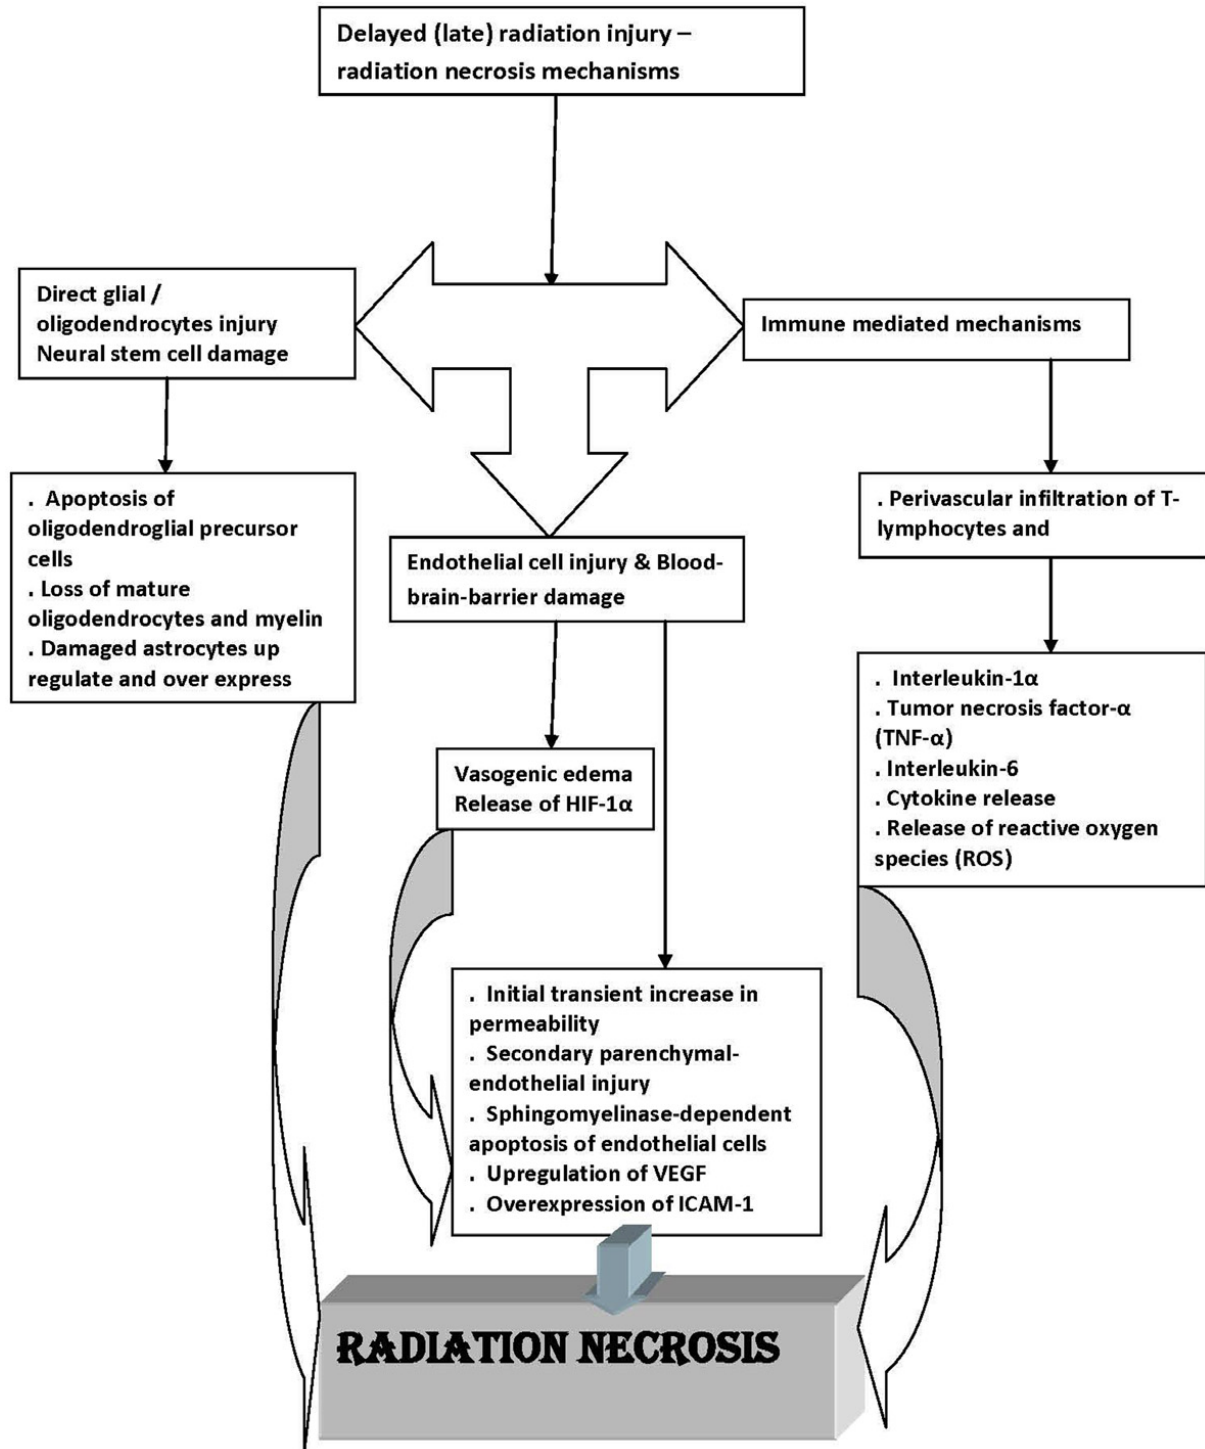 Delayed (late) radiation injury –
radiation necrosis mechanisms
Direct glial /
oligodendrocytes injury
Neural stem cell damage
Immune mediated mechanisms
. Apoptosis of
oligodendroglial precursor
cells
. Loss of mature
oligodendrocytes and myelin
. Damaged astrocytes up
regulate and over express
Endothelial cell injury & Blood-
brain-barrier damage
. Perivascular infiltration of T-
lymphocytes and
Vasogenic edema
Release of HIF-1α
. Interleukin-1α
. Tumor necrosis factor-α
(TNF-α)
. Interleukin-6
. Cytokine release
. Release of reactive oxygen
species (ROS)
. Initial transient increase in
permeability
. Secondary parenchymal-
endothelial injury
. Sphingomyelinase-dependent
apoptosis of endothelial cells
. Upregulation of VEGF
. Overexpression of ICAM-1
RADIATION NECROSIS